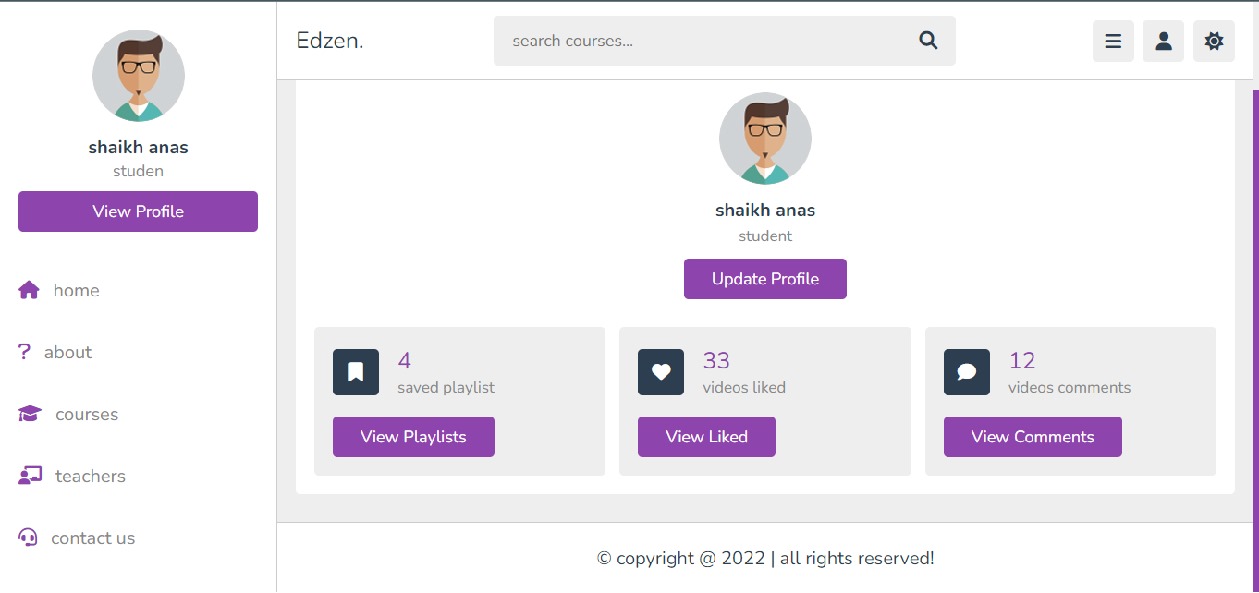 shaikh anas
studen
View Profile
home
about
courses
teachers
contact us
Edzen.
search courses...
shaikh anas
student
Update Profile
4
saved playlist
View Playlists
33
videos liked
View Liked
12
videos comments
View Comments
© copyright @ 2022 | all rights reserved!